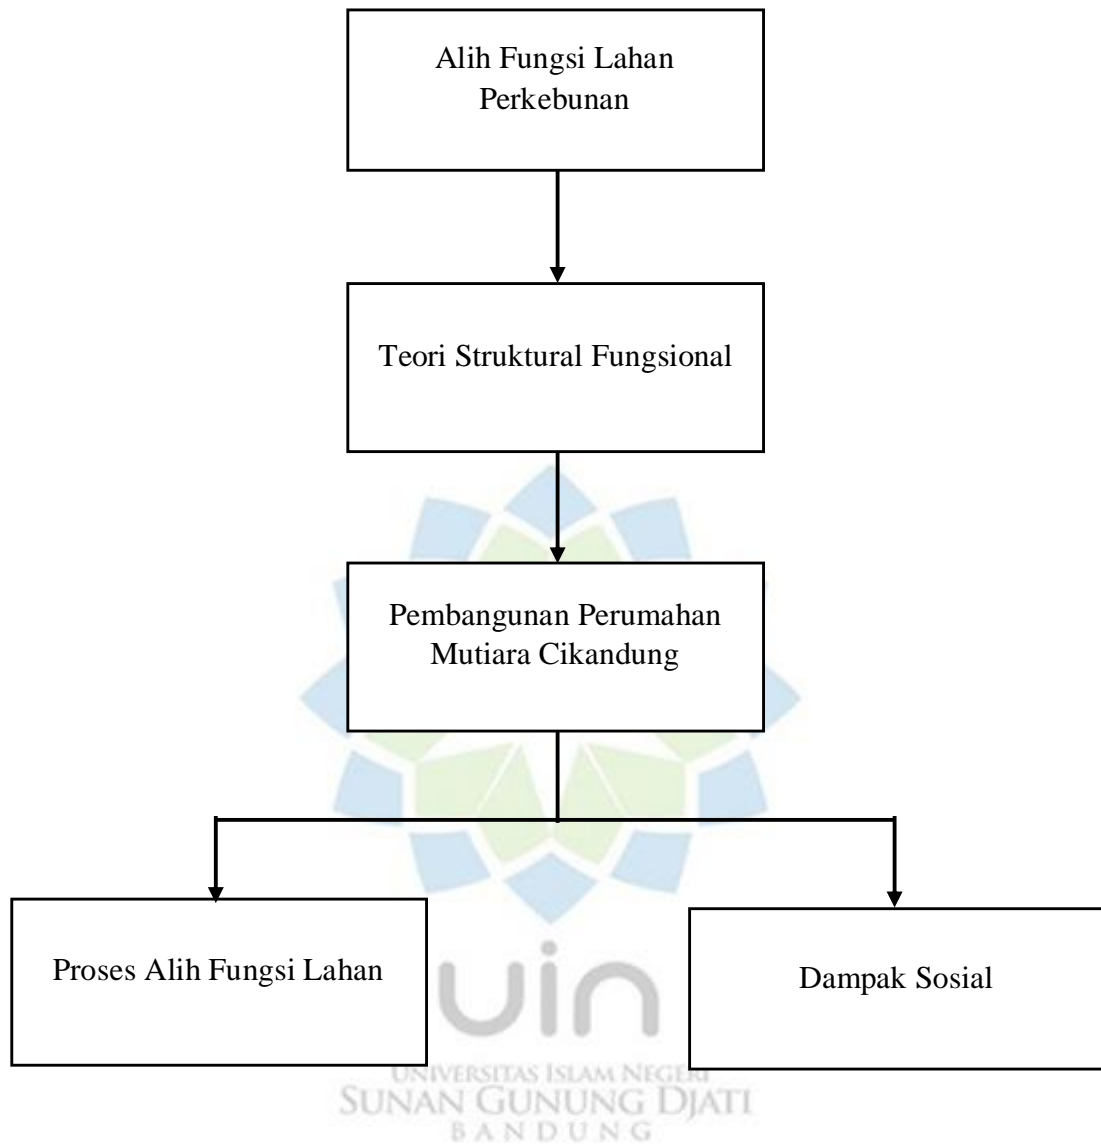 Alih Fungsi Lahan
Perkebunan
Teori Struktural Fungsional
Pembangunan Perumahan
Mutiara Cikandung
Proses Alih Fungsi Lahan
Dampak Sosial
uin
UNIVERSITAS ISLAM NEGERI
SUNAN GUNUNG DJATI
BANDUNG